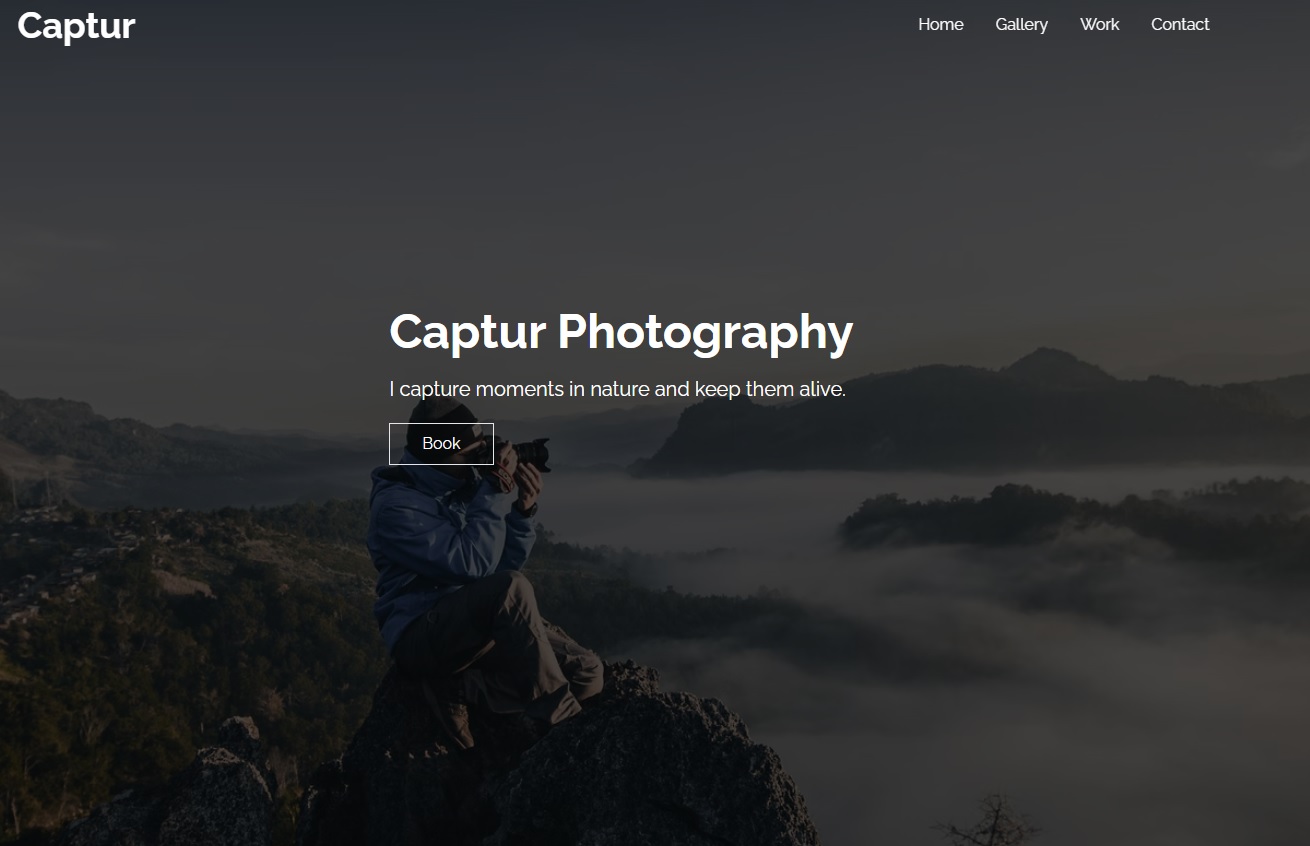 Captur
Home Gallery Work Contact
Captur Photography
I capture moments in nature and keep them alive.
Book